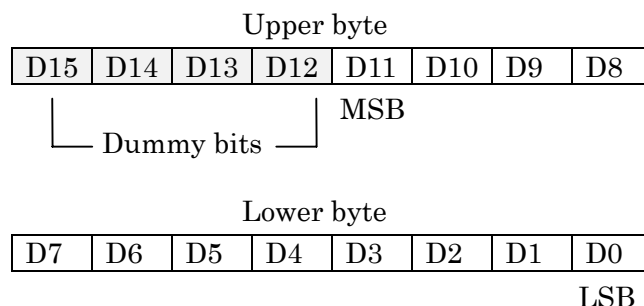 Upper byte
D15 D14 D13 D12 D11 D10 D9 D8
MSB
Dummy bits
Lower byte
D7 D6 D5 D4 D3 D2 D1 D0
LSB